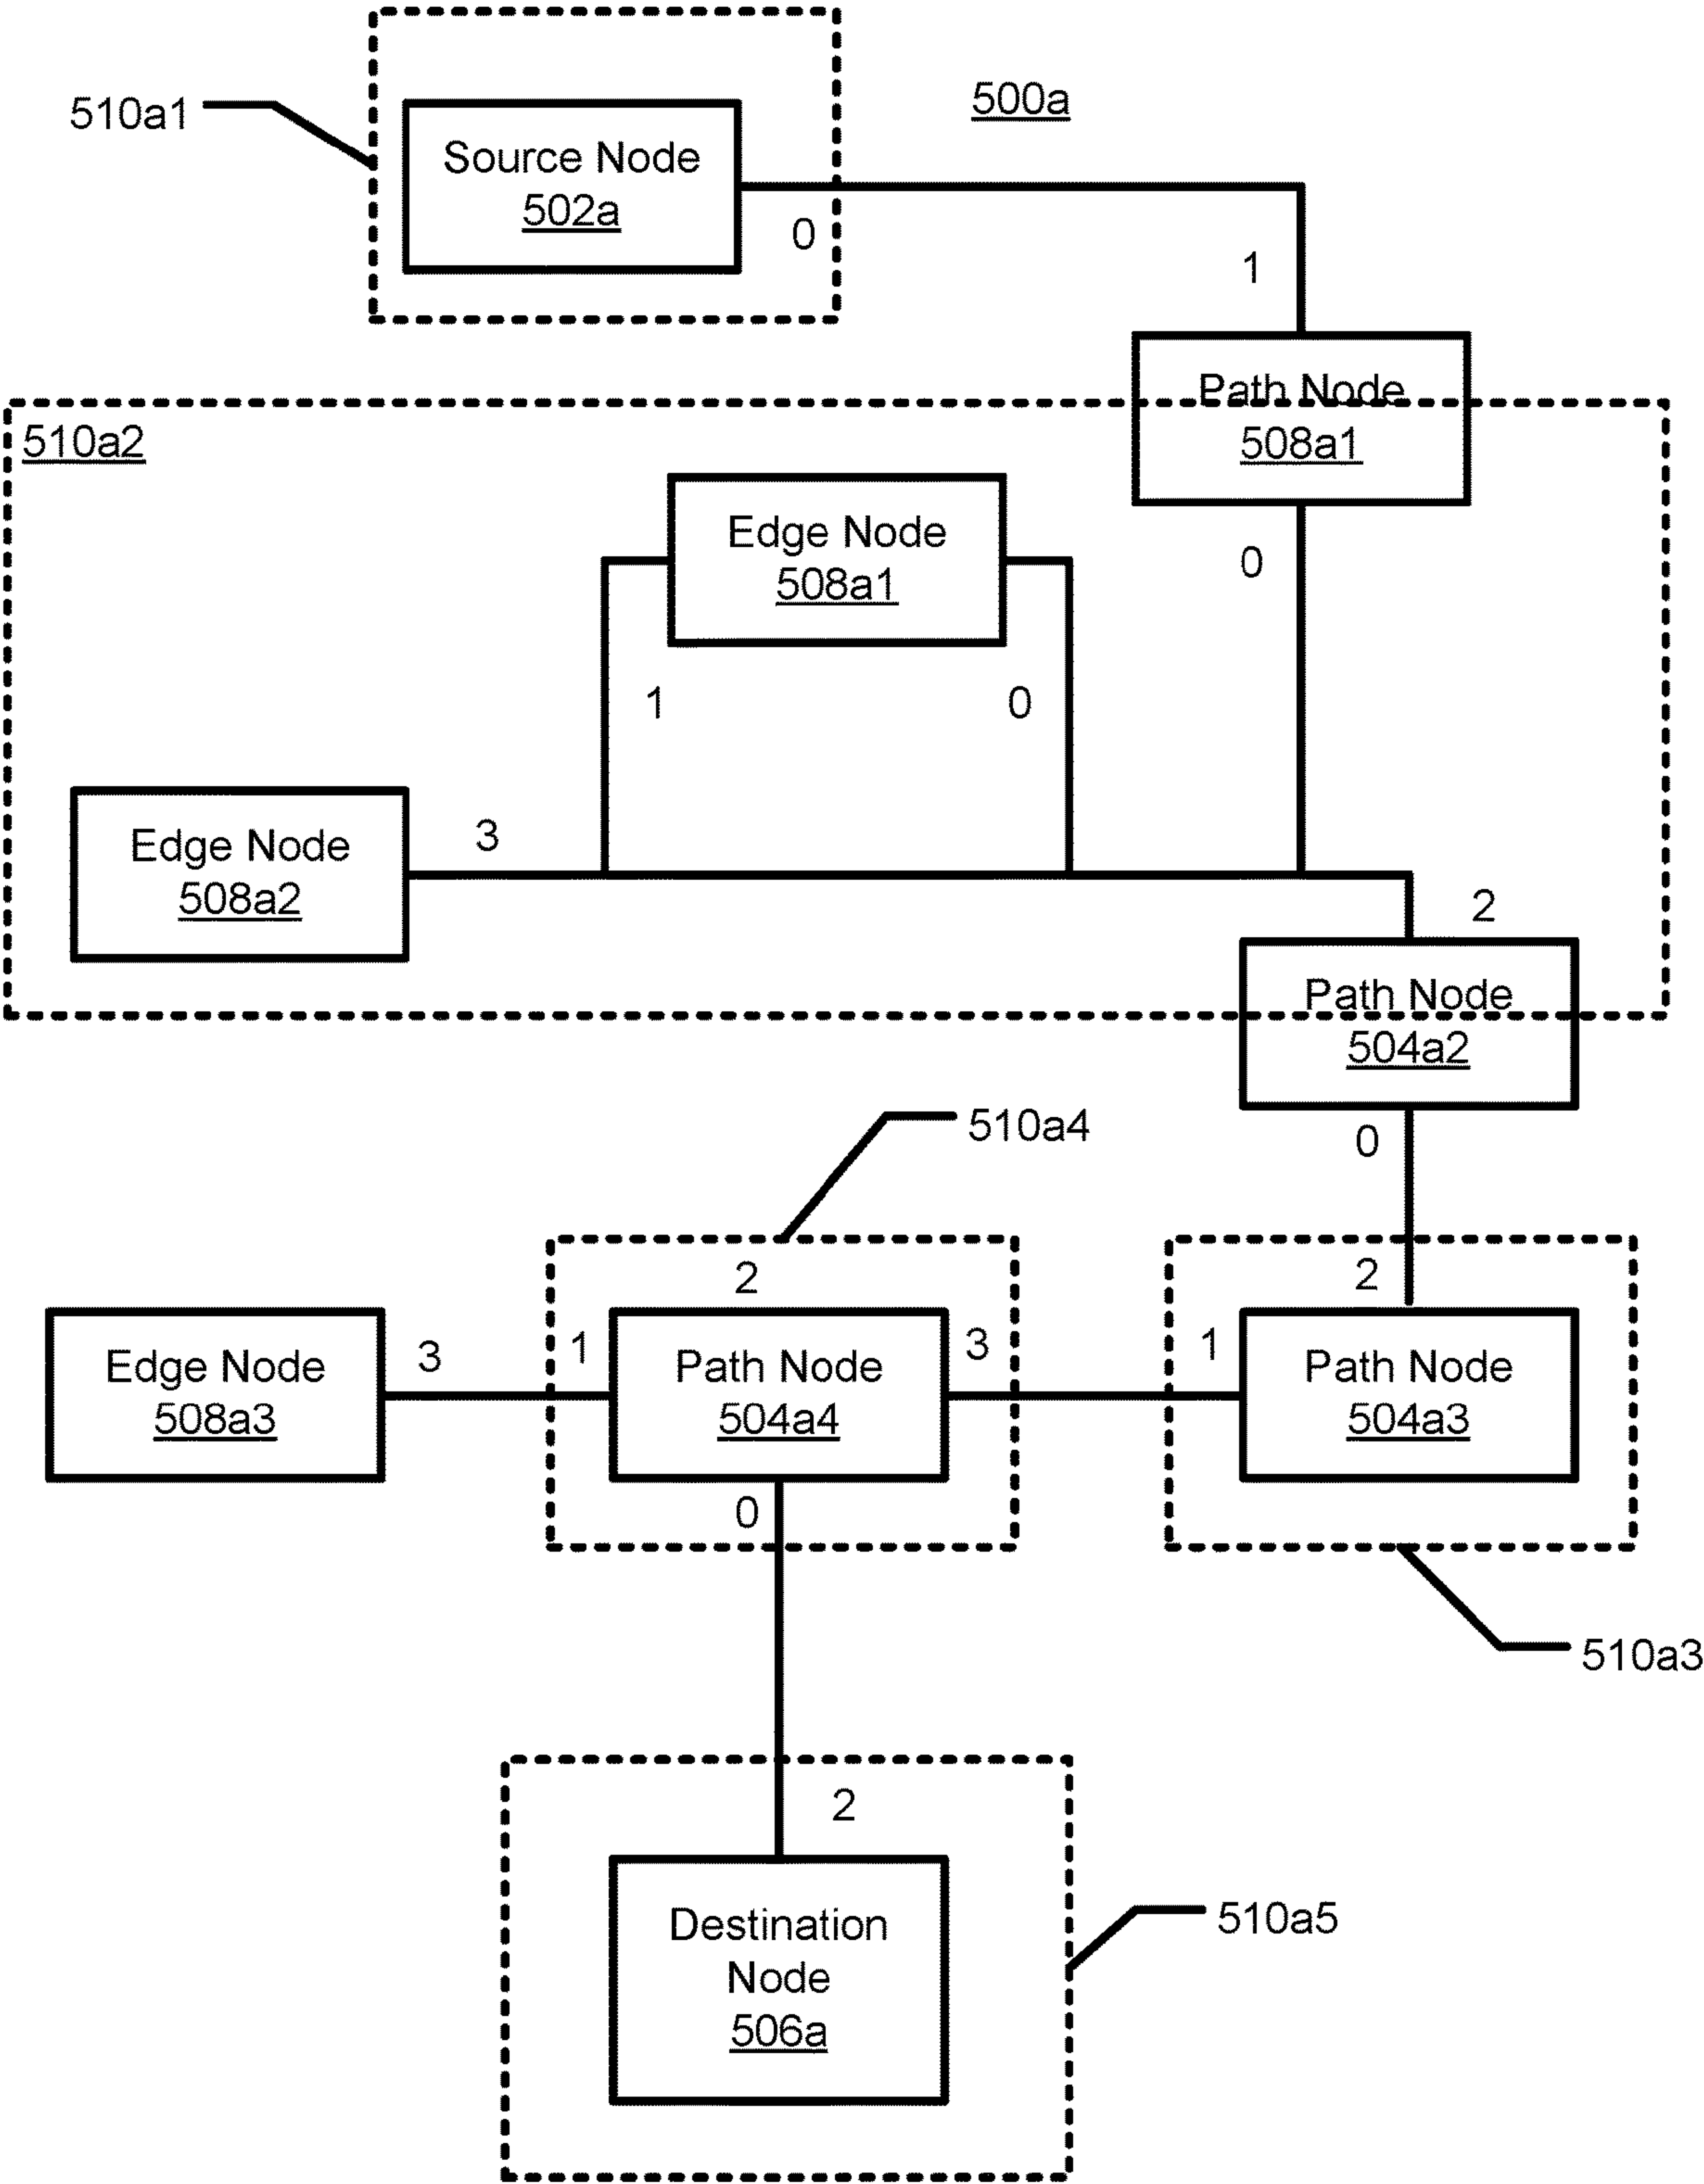 500a
510a1
Source Node
502a
0
1
Path Node
508a1
510a2
0
Edge Node
508a1
1
0
Edge Node
508a2
3
2
Path Node
504a2
0
510a4
2
2
Edge Node
508a3
3
1
Path Node
504a4
3
1
Path Node
504a3
0
510a3
2
Destination
Node
506a
510a5